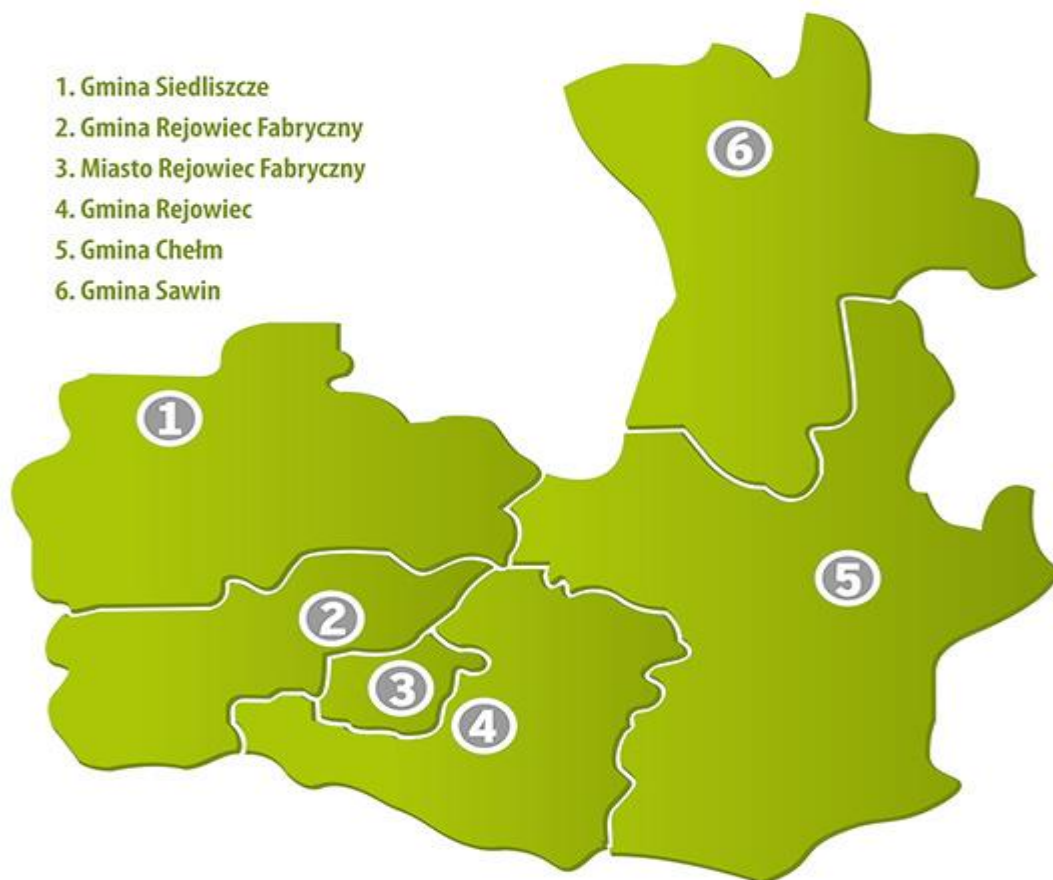 1. Gmina Siedliszcze
2. Gmina Rejowiec Fabryczny
3. Miasto Rejowiec Fabryczny
4. Gmina Rejowiec
5. Gmina Chełm
6. Gmina Sawin
6
1
5
2
3
4